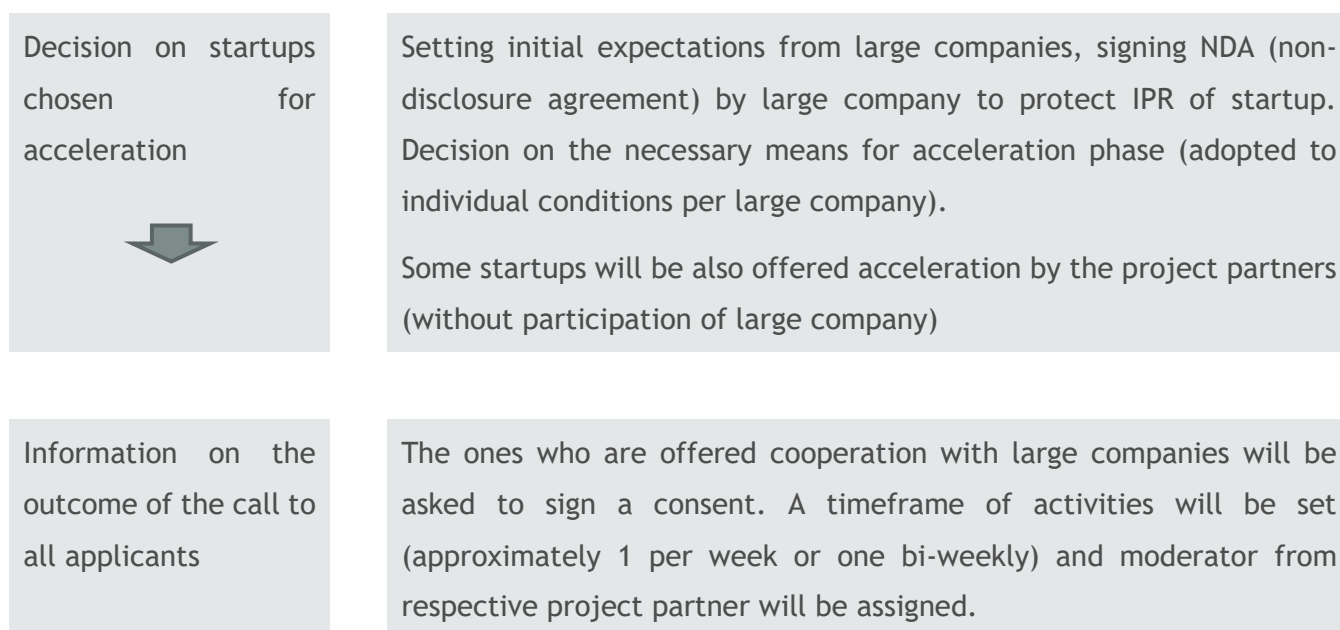 Decision on startups
chosen for
acceleration
Setting initial expectations from large companies, signing NDA (non-
disclosure agreement) by large company to protect IPR of startup.
Decision on the necessary means for acceleration phase (adopted to
individual conditions per large company).
Some startups will be also offered acceleration by the project partners
(without participation of large company)
Information on the
outcome of the call to
all applicants
The ones who are offered cooperation with large companies will be
asked to sign a consent. A timeframe of activities will be set
(approximately 1 per week or one bi-weekly) and moderator from
respective project partner will be assigned.